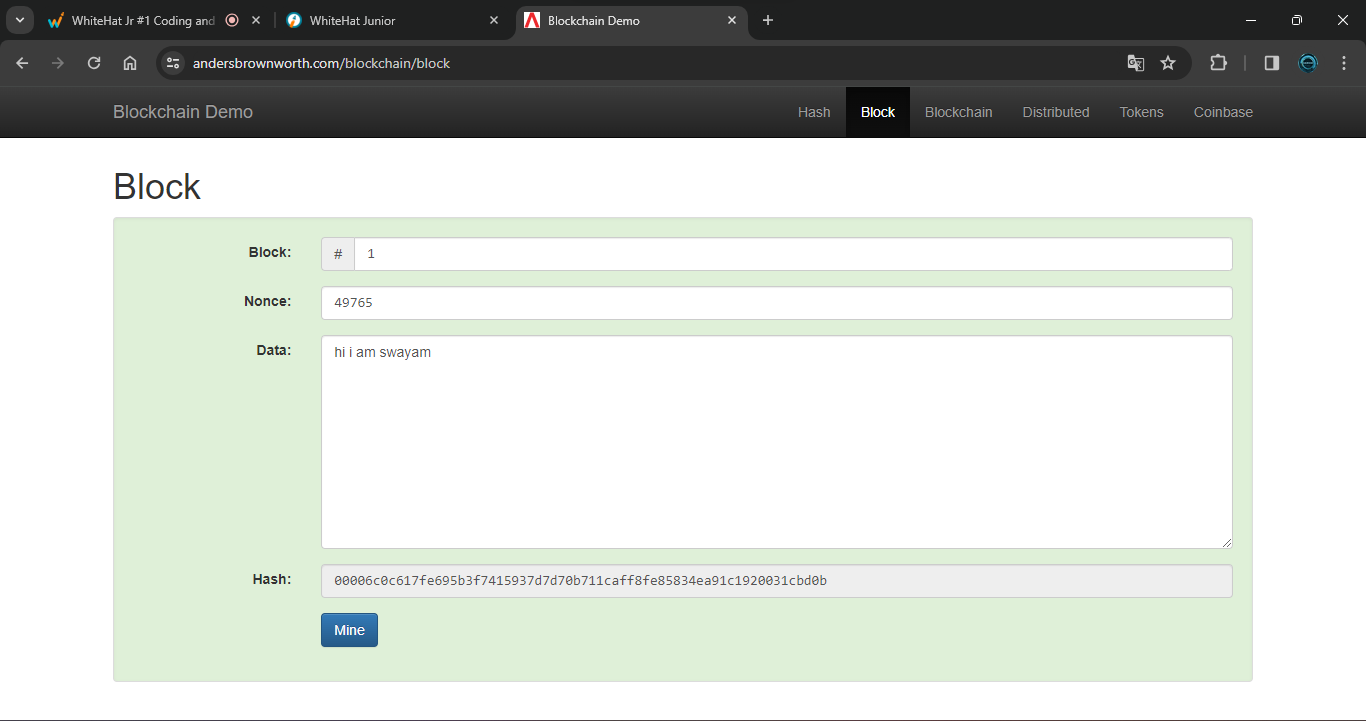 WhiteHat Jr #1 Coding and
WhiteHat Junior
Blockchain Demo
andersbrownworth.com/blockchain/block
Blockchain Demo
Hash
Block
Blockchain
Distributed
Tokens
Coinbase
Block
Block: # 1
Nonce: 49765
Data: hi i am swayam
Hash: 00006c0c617fe695b3f7415937d7d70b711caff8fe85834ea91c1920031cbd0b
Mine